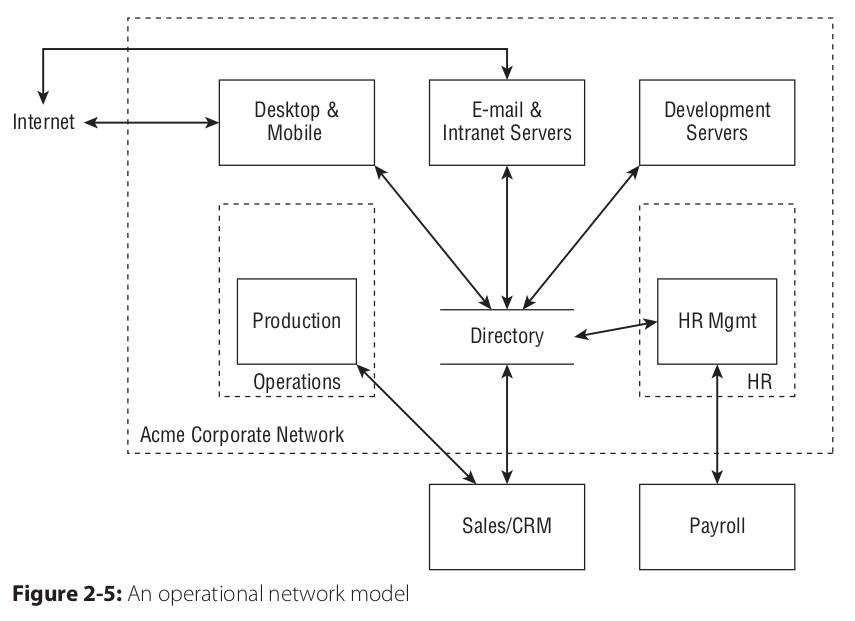 Internet
Desktop &
Mobile
E-mail &
Intranet Servers
Development
Servers
Production
Operations
Directory
HR Mgmt
HR
Acme Corporate Network
Sales/CRM
Payroll
Figure 2-5: An operational network model